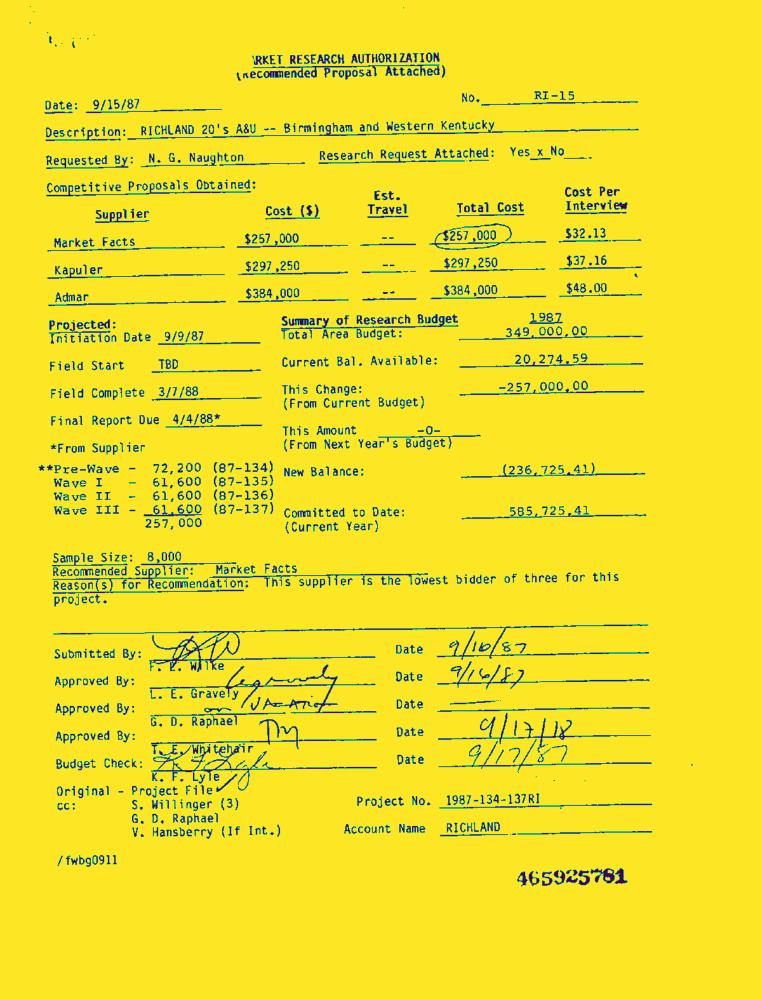 RKET RESEARCH AUTHORIZATION
(Recommended Proposal Attached)
No. RI-15
Date: 9/15/87
Description: RICHLAND 20's A&U -- Birmingham and Western Kentucky
Requested By: N. G. Naughton Research Request Attached: Yes x No
Competitive Proposals Obtained:
Supplier Cost ($) Est. Travel Total Cost Cost Per Interview
Market Facts $257,000 -- $257,000 $32.13
Kapuler $297,250 -- $297,250 $37.16
Admar $384,000 -- $384,000 $48.00
Projected: Summary of Research Budget 1987
Initiation Date 9/9/87 Total Area Budget: 349,000.00
Field Start TBD Current Bal. Available: 20,274.59
Field Complete 3/7/88 This Change: -257,000.00
(From Current Budget)
Final Report Due 4/4/88*
This Amount -0-
*From Supplier (From Next Year's Budget)
**Pre-Wave - 72,200 (87-134) New Balance: (236,725.41)
Wave I - 61,600 (87-135)
Wave II - 61,600 (87-136)
Wave III - 61,600 (87-137) Committed to Date: 585,725.41
257,000 (Current Year)
Sample Size: 8,000
Recommended Supplier: Market Facts
Reason(s) for Recommendation: This supplier is the lowest bidder of three for this
project.
Submitted By: Date 9/16/87
F. E. Wilke
Approved By: Date 9/16/87
L. E. Gravely
Approved By: on Vacation Date
G. D. Raphael
Approved By: Date 9/17/18
T. E. Whitehair
Budget Check: Date 9/17/87
K. F. Lyle
Original - Project File
cc: S. Willinger (3) Project No. 1987-134-137RI
G. D. Raphael
V. Hansberry (If Int.) Account Name RICHLAND
/fwbg0911
465925781